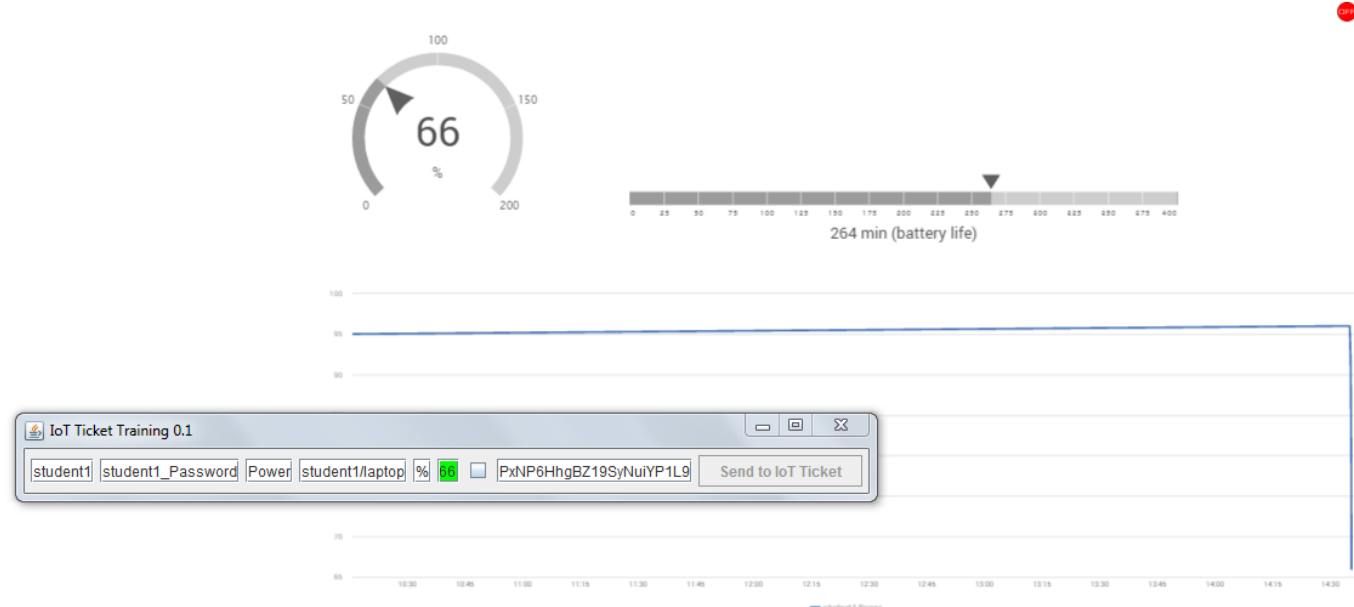 100
50 150
66
%
0 200
0 25 50 75 100 125 150 175 200 225 250 275 300 325 350 375 400
264 min (battery life)
100
95
90
IoT Ticket Training 0.1
student1 student1_Password Power student1/laptop % 66 PxNP6HhgBZ19SyNuiYP1L9 Send to IoT Ticket
70
65
10:30 10:45 11:00 11:15 11:30 11:45 12:00 12:15 12:30 12:45 13:00 13:15 13:30 13:45 14:00 14:15 14:30